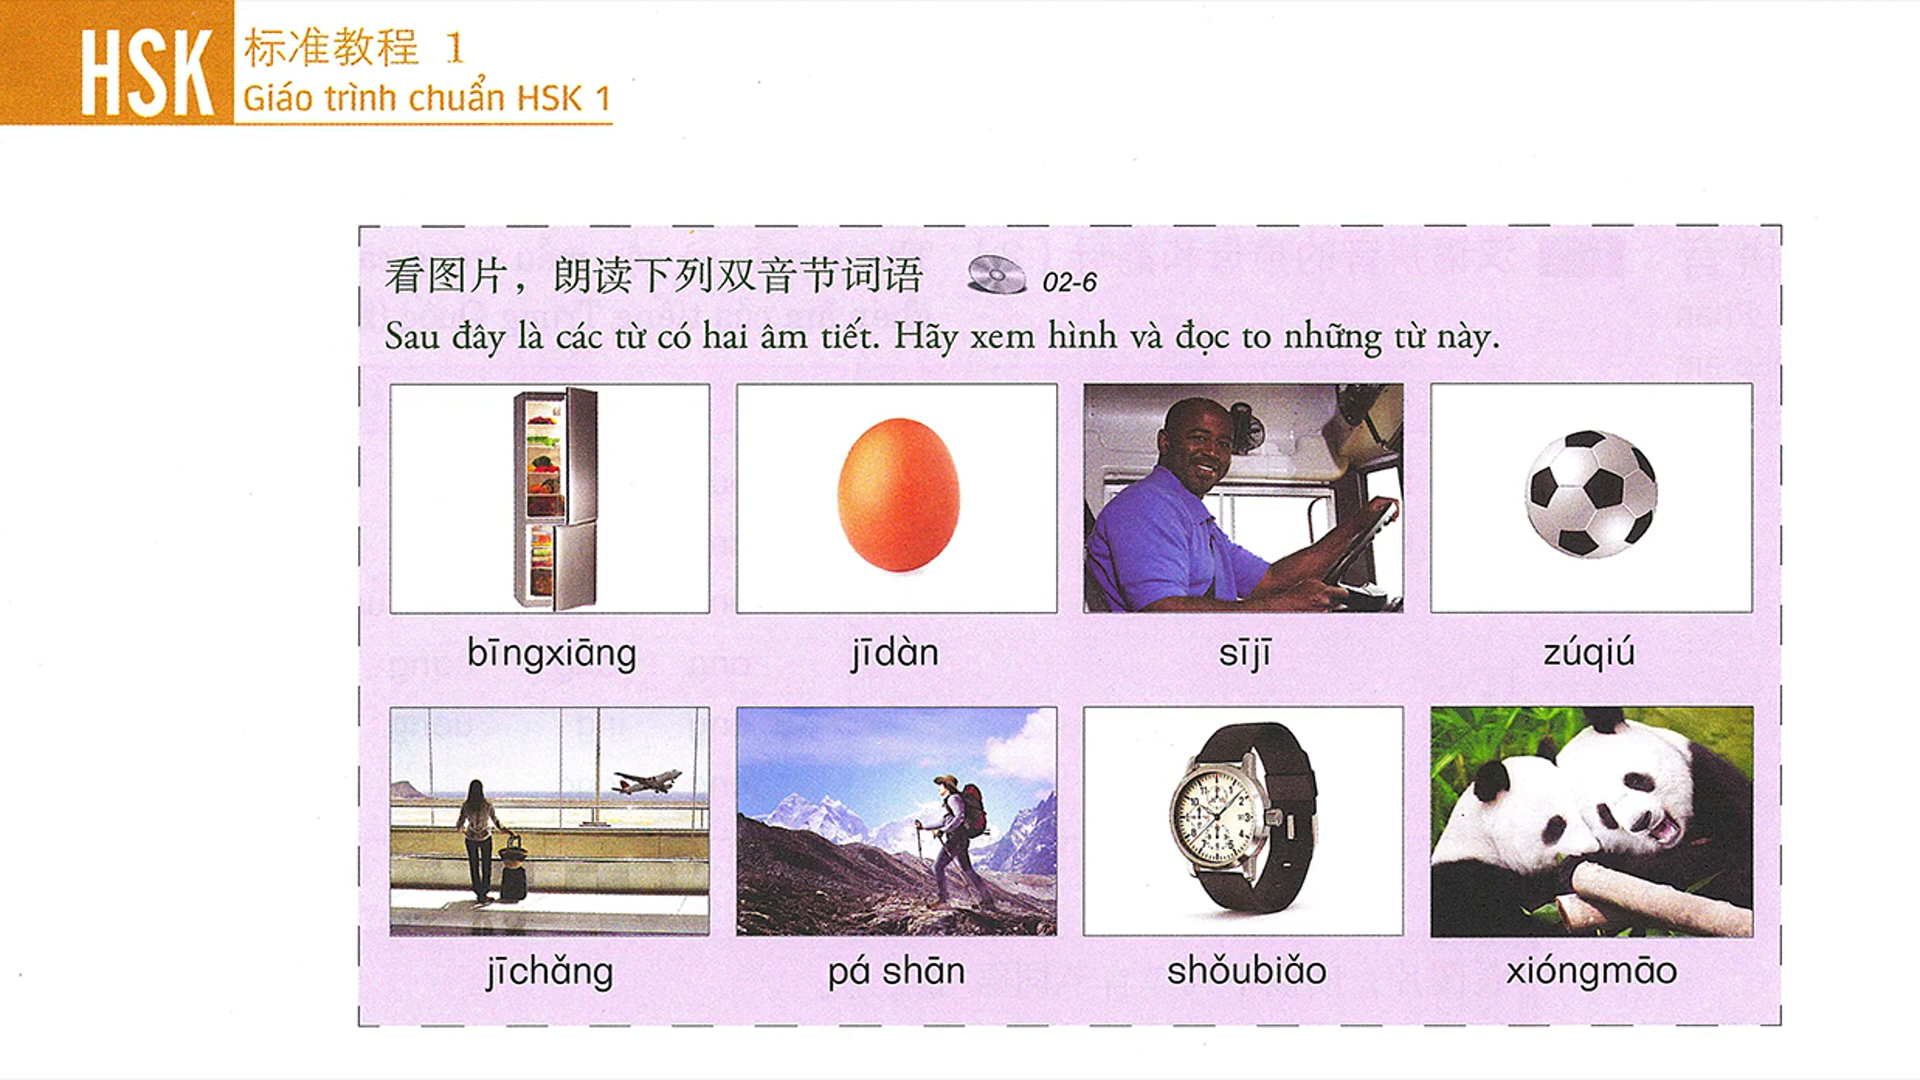 HSK
标准教程 1
Giáo trình chuẩn HSK 1
看图片，朗读下列双音节词语 02-6
Sau đây là các từ có hai âm tiết. Hãy xem hình và đọc to những từ này.
bīngxiāng jīdàn sījī zúqiú
jīchǎng pá shān shǒubiǎo xióngmāo